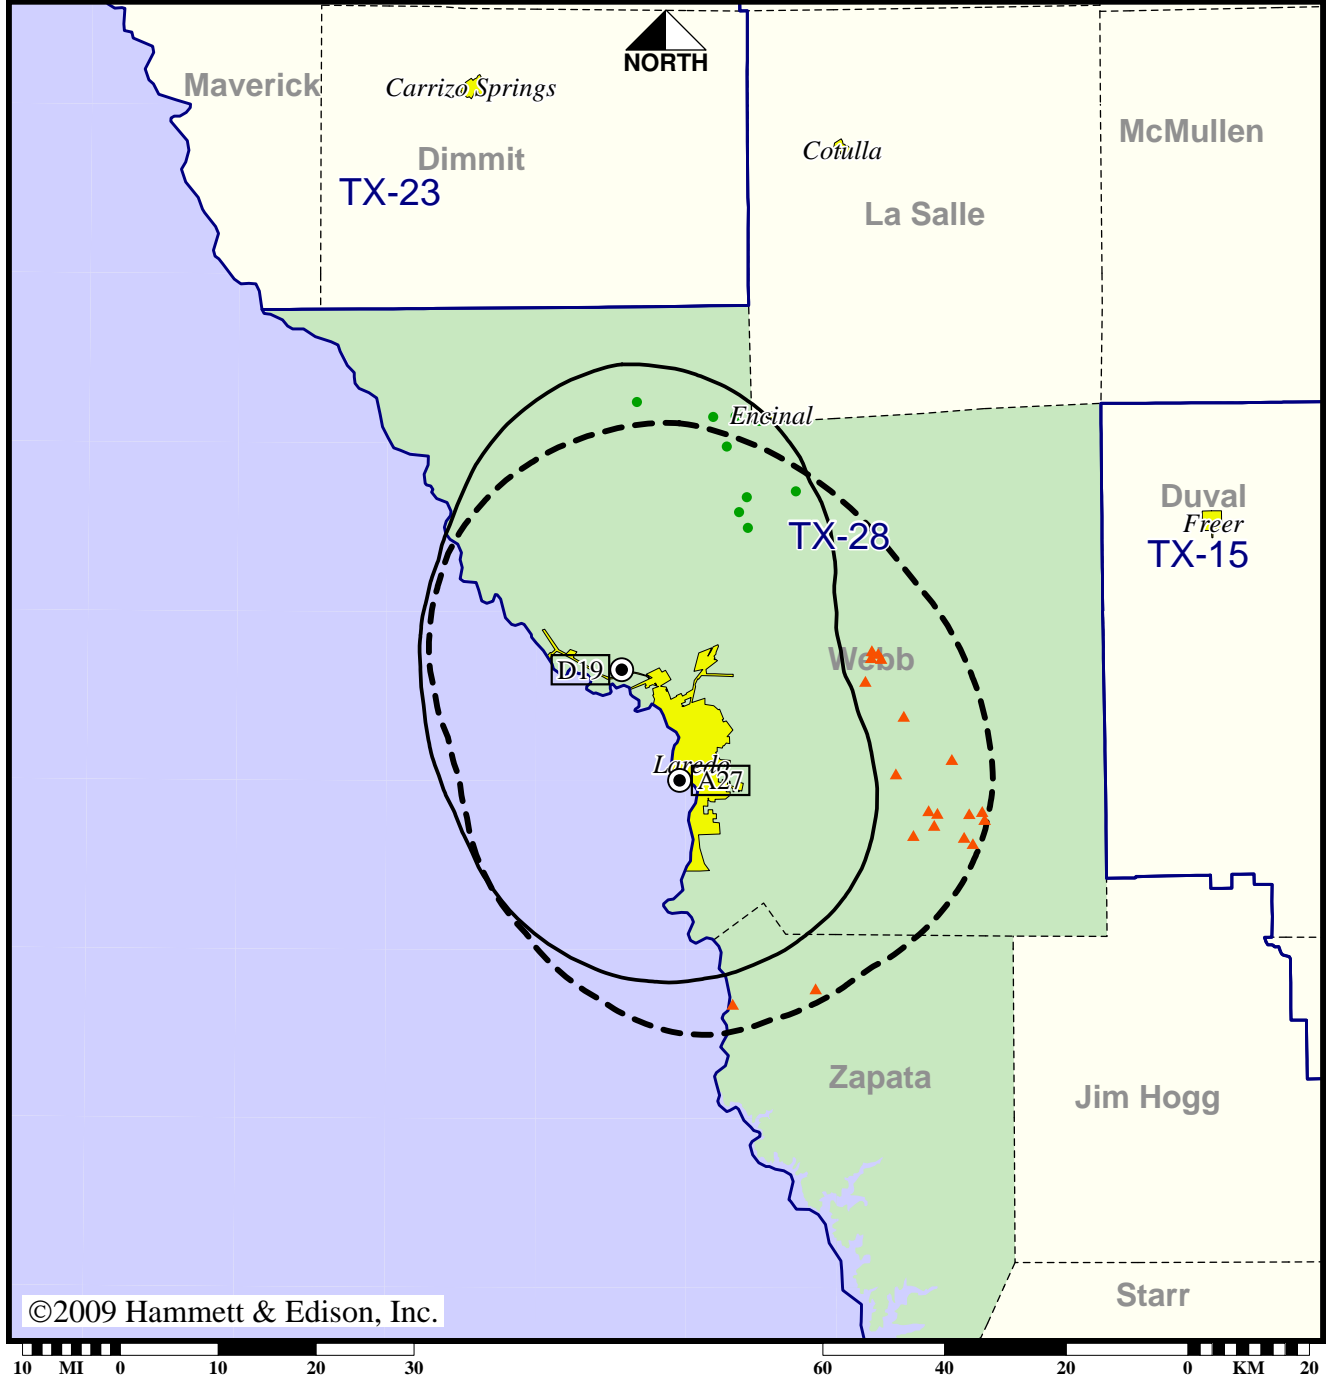 NORTH
Maverick
Carrizo Springs
Dimmit
TX-23
Cotulla
McMullen
La Salle
Encinal
TX-28
Duval
Freer
TX-15
Webb
D19
Laredo
A27
Zapata
Jim Hogg
Starr
©2009 Hammett & Edison, Inc.
10 MI 0 10 20 30
60 40 20 0 KM 20